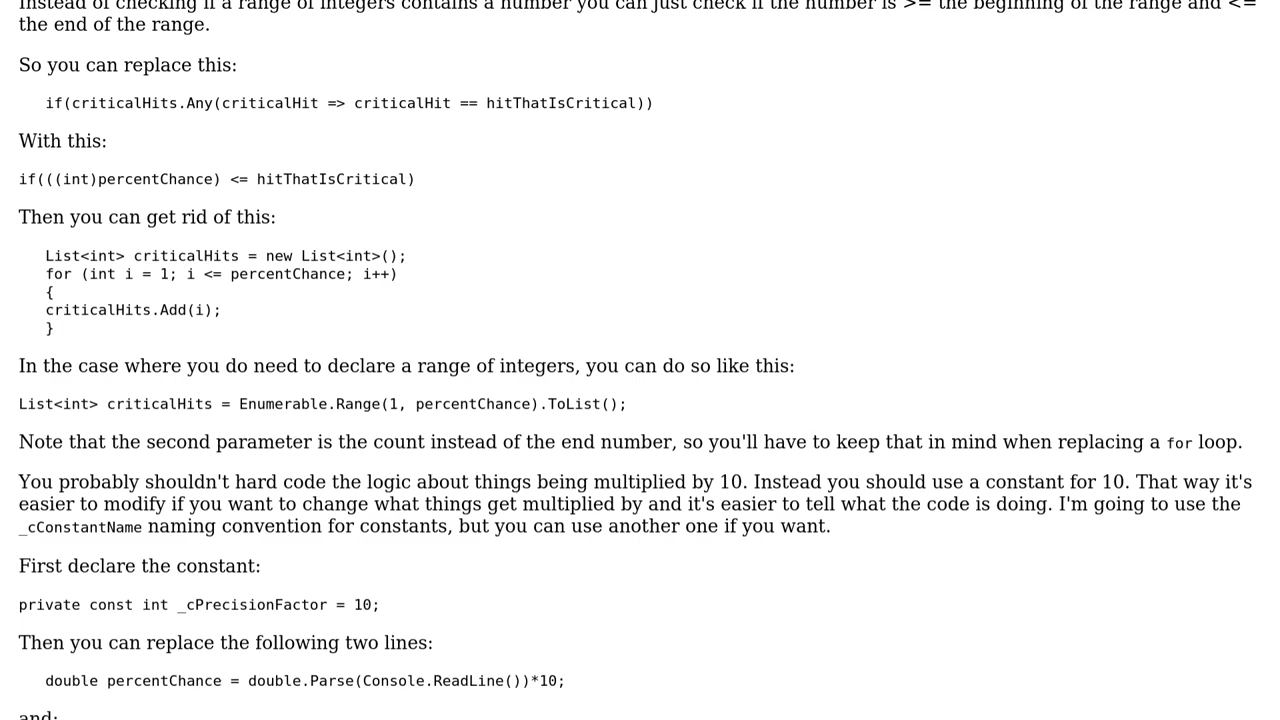 Instead of checking if a range of integers contains a number you can just check if the number is >= the beginning of the range and <=
the end of the range.
So you can replace this:
if(criticalHits.Any(criticalHit => criticalHit == hitThatIsCritical))
With this:
if(((int)percentChance) <= hitThatIsCritical)
Then you can get rid of this:
List<int> criticalHits = new List<int>();
for (int i = 1; i <= percentChance; i++)
{
criticalHits.Add(i);
}
In the case where you do need to declare a range of integers, you can do so like this:
List<int> criticalHits = Enumerable.Range(1, percentChance).ToList();
Note that the second parameter is the count instead of the end number, so you'll have to keep that in mind when replacing a for loop.
You probably shouldn't hard code the logic about things being multiplied by 10. Instead you should use a constant for 10. That way it's
easier to modify if you want to change what things get multiplied by and it's easier to tell what the code is doing. I'm going to use the
_cConstantName naming convention for constants, but you can use another one if you want.
First declare the constant:
private const int _cPrecisionFactor = 10;
Then you can replace the following two lines:
double percentChance = double.Parse(Console.ReadLine())*10;
and: